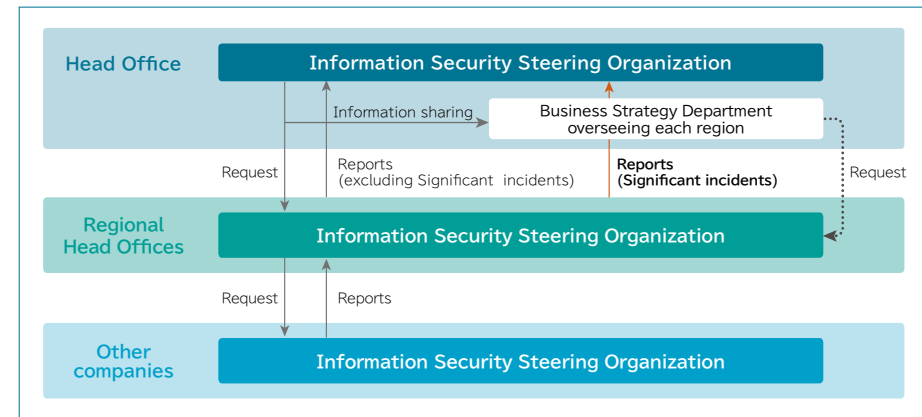 Head Office
Information Security Steering Organization
Information sharing
Business Strategy Department
overseeing each region
Request
Reports
(excluding Significant incidents)
Reports
(Significant incidents)
Request
Regional
Head Offices
Information Security Steering Organization
Request
Reports
Other
companies
Information Security Steering Organization